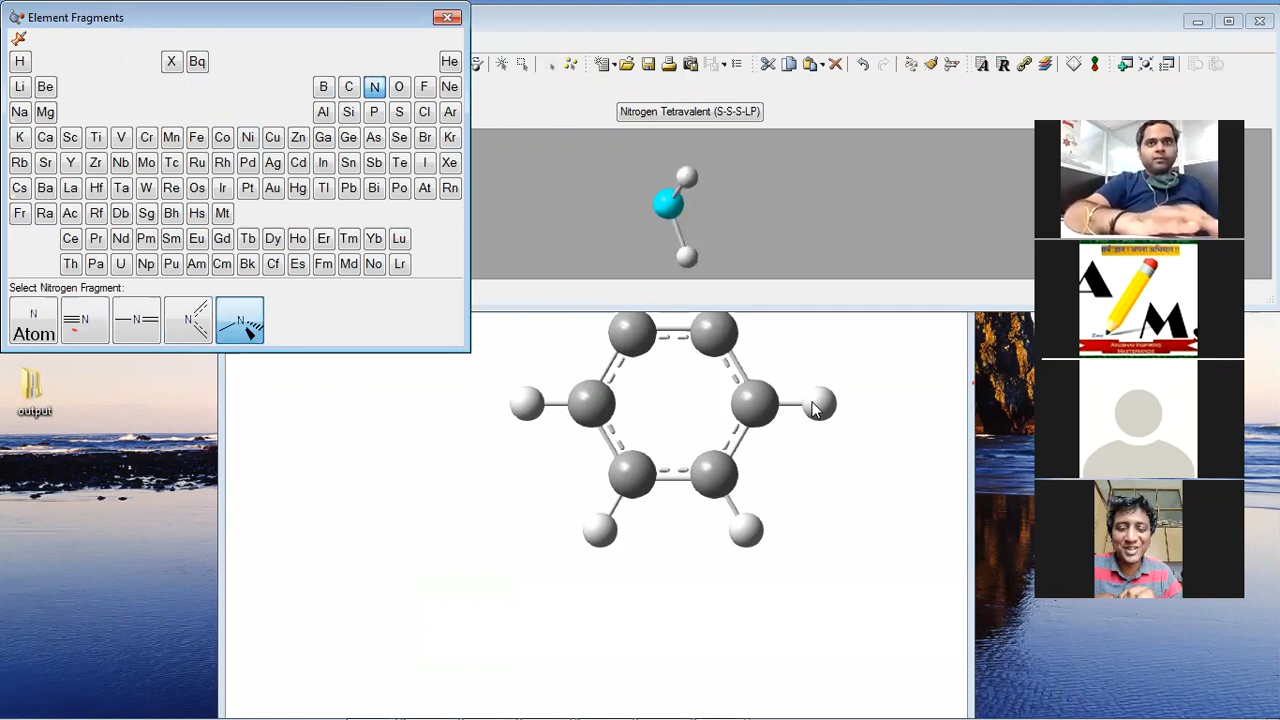 Element Fragments
H X Bq He
Li Be B C N O F Ne
Na Mg Al Si P S Cl Ar
K Ca Sc Ti V Cr Mn Fe Co Ni Cu Zn Ga Ge As Se Br Kr
Rb Sr Y Zr Nb Mo Tc Ru Rh Pd Ag Cd In Sn Sb Te I Xe
Cs Ba La Hf Ta W Re Os Ir Pt Au Hg Tl Pb Bi Po At Rn
Fr Ra Ac Rf Db Sg Bh Hs Mt
Ce Pr Nd Pm Sm Eu Gd Tb Dy Ho Er Tm Yb Lu
Th Pa U Np Pu Am Cm Bk Cf Es Fm Md No Lr
Select Nitrogen Fragment:
N
Atom
N
N
N
N
Nitrogen Tetravalent (S-S-S-LP)
A R
output
A
M